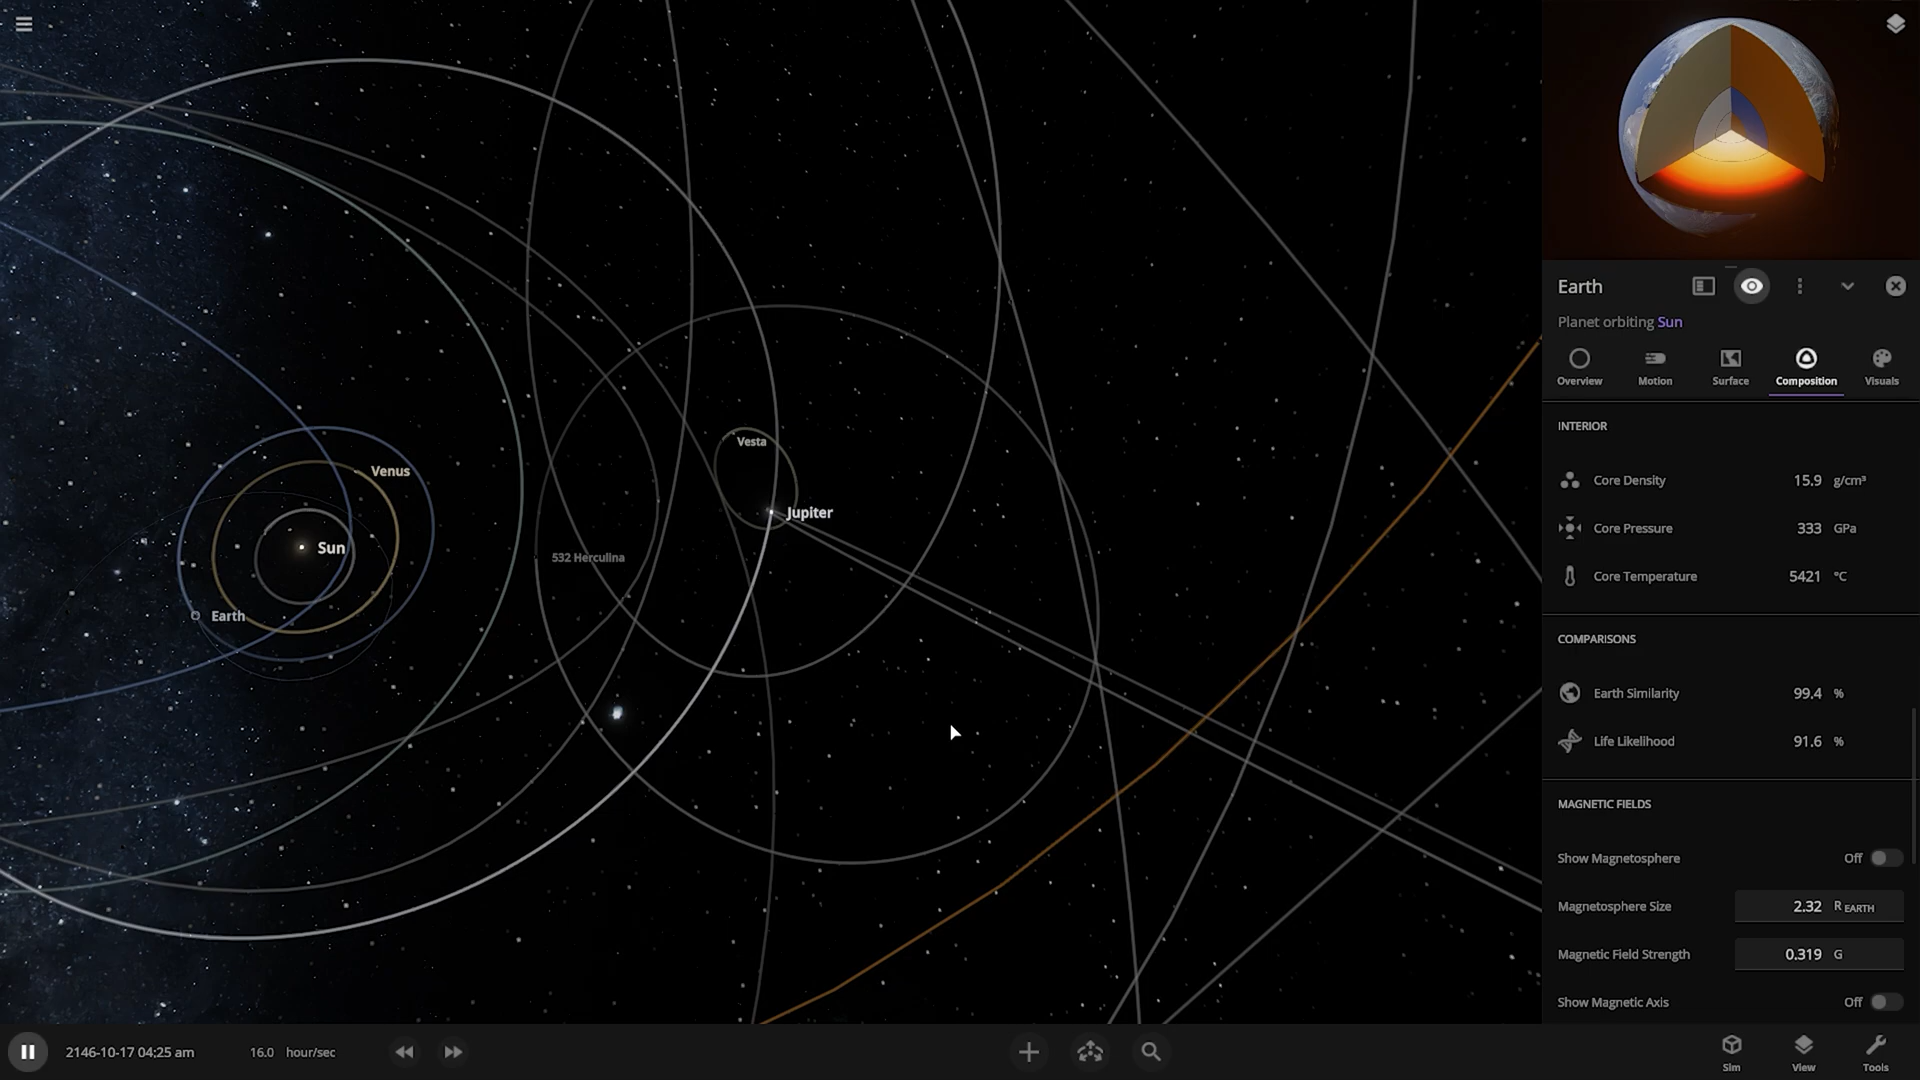 Vesta
Jupiter
532 Herculina
Venus
Sun
Earth
Earth
Planet orbiting Sun
Overview Motion Surface Composition Visuals
INTERIOR
Core Density 15.9 g/cm³
Core Pressure 333 GPa
Core Temperature 5421 °C
COMPARISONS
Earth Similarity 99.4 %
Life Likelihood 91.6 %
MAGNETIC FIELDS
Show Magnetosphere Off
Magnetosphere Size 2.32 R EARTH
Magnetic Field Strength 0.319 G
Show Magnetic Axis Off
2146-10-17 04:25 am 16.0 hour/sec
Sim View Tools